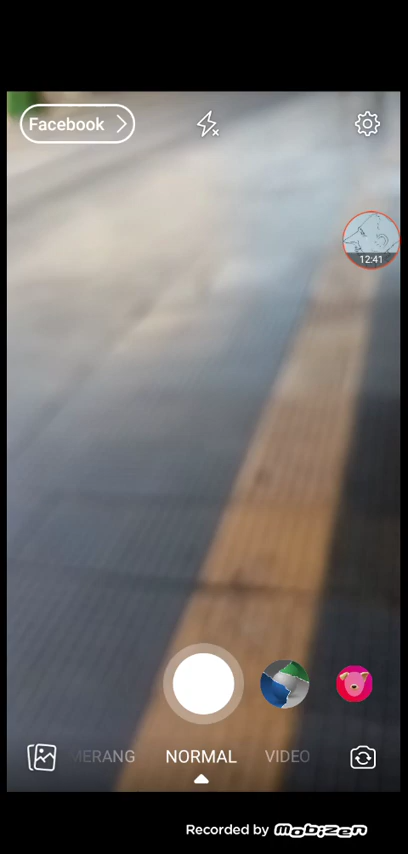 Facebook
12:41
MERANG
NORMAL
VIDEO
Recorded by Mobizen